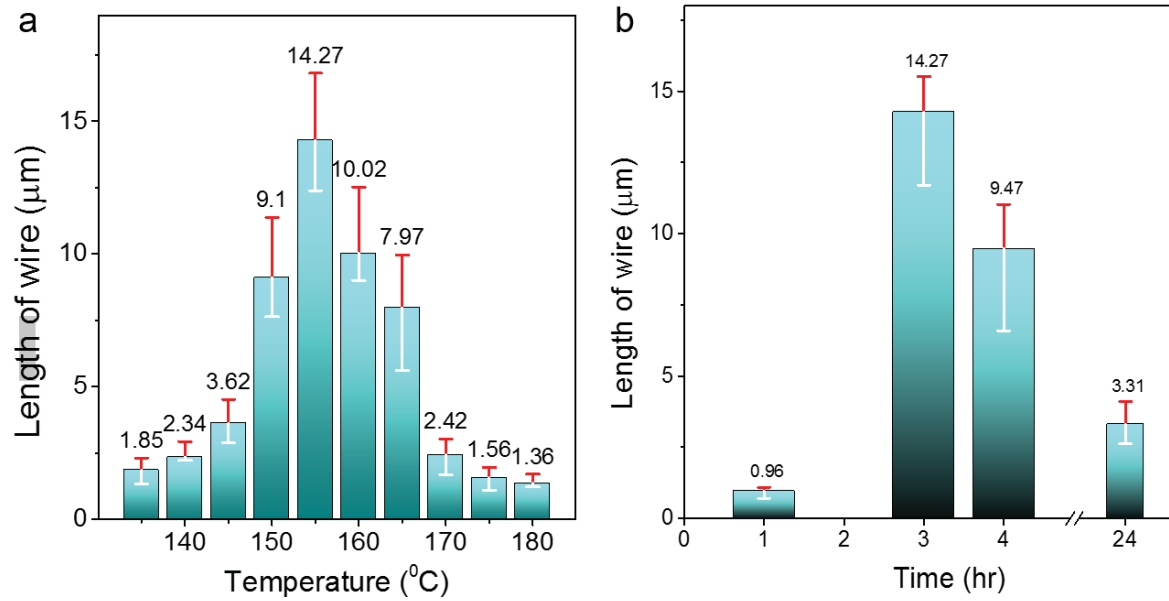 a
Length of wire (μm)
15
10
5
0
1.85
2.34
3.62
9.1
14.27
10.02
7.97
2.42
1.56
1.36
140 150 160 170 180
Temperature (⁰C)
b
Length of wire (μm)
15
10
5
0
0.96
14.27
9.47
3.31
0 1 2 3 4 24
Time (hr)